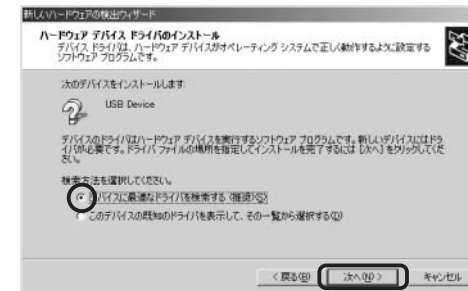 新しいハードウェアの検出ウィザード
ハードウェア デバイス ドライバのインストール
デバイス ドライバは、ハードウェア デバイスがオペレーティング システムで正しく動作するように設定する
ソフトウェア プログラムです。
次のデバイスをインストールします:
USB Device
デバイスのドライバはハードウェア デバイスを実行するソフトウェア プログラムです。新しいデバイスにはドラ
イバが必要です。ドライバ ファイルの場所を指定してインストールを完了するには [次へ] をクリックしてくだ
さい。
検索方法を選択してください。
デバイスに最適なドライバを検索する (推奨)(S)
このデバイスの既知のドライバを表示して、その一覧から選択する(D)
< 戻る(B)
次へ(N) >
キャンセル